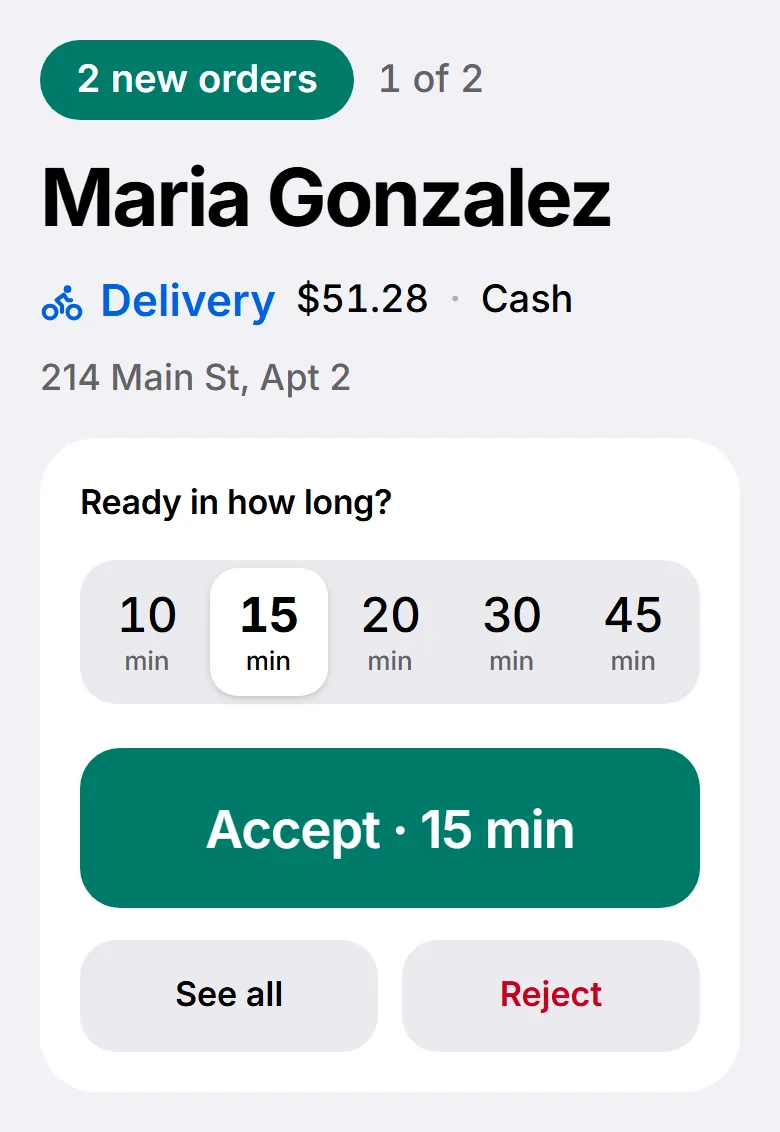 2 new orders 1 of 2
Maria Gonzalez
Delivery $51.28 · Cash
214 Main St, Apt 2
Ready in how long?
10 15 20 30 45
min min min min min
Accept · 15 min
See all Reject